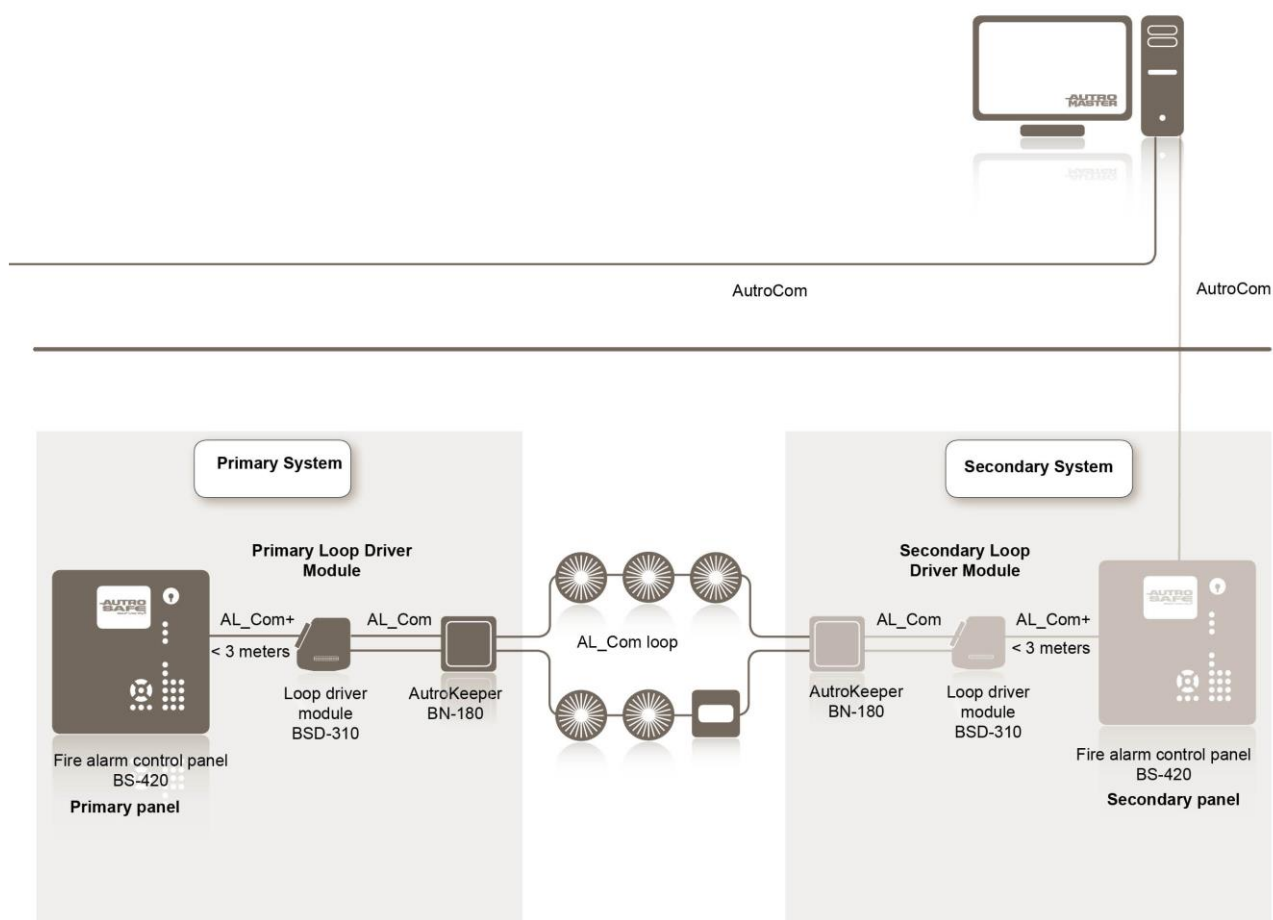 AUTRO
MASTER
AutroCom
AutroCom
Primary System
Secondary System
Primary Loop Driver
Module
Secondary Loop
Driver Module
AUTRO
SAFE
AL_Com+
< 3 meters
AL_Com
Loop driver
module
BSD-310
AutroKeeper
BN-180
AL_Com loop
AutroKeeper
BN-180
AL_Com
Loop driver
module
BSD-310
AL_Com+
< 3 meters
AUTRO
SAFE
Fire alarm control panel
BS-420
Primary panel
Fire alarm control panel
BS-420
Secondary panel